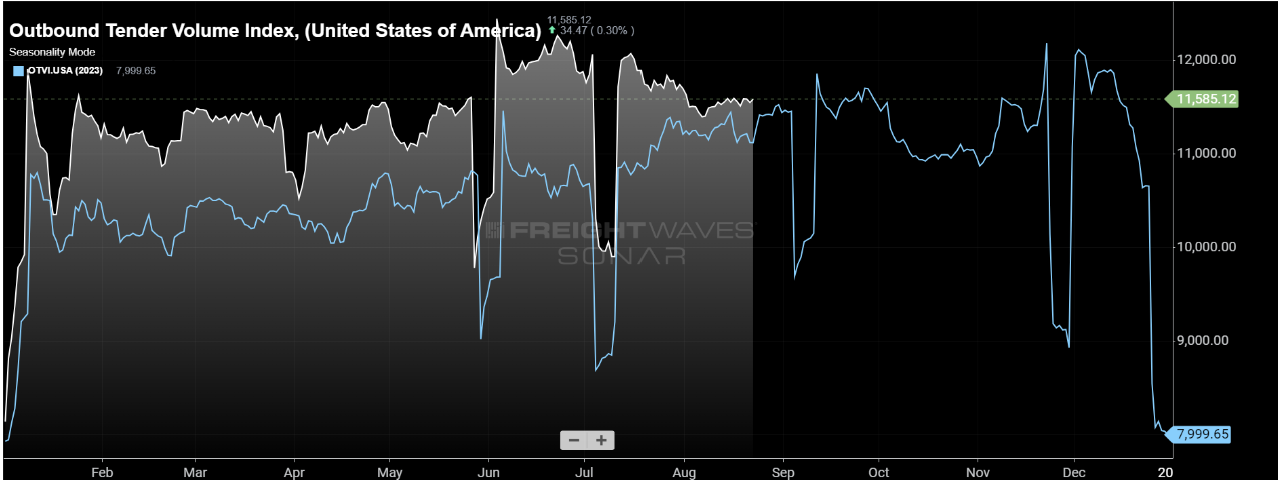 11,585.12
Outbound Tender Volume Index, (United States of America) 34.47 ( 0.30% )
Seasonality Mode
OTVI.USA (2023) 7,999.65
12,000.00
11,585.12
11,000.00
FREIGHTWAVES
SONAR
10,000.00
9,000.00
7,999.65
− +
Feb Mar Apr May Jun Jul Aug Sep Oct Nov Dec 20